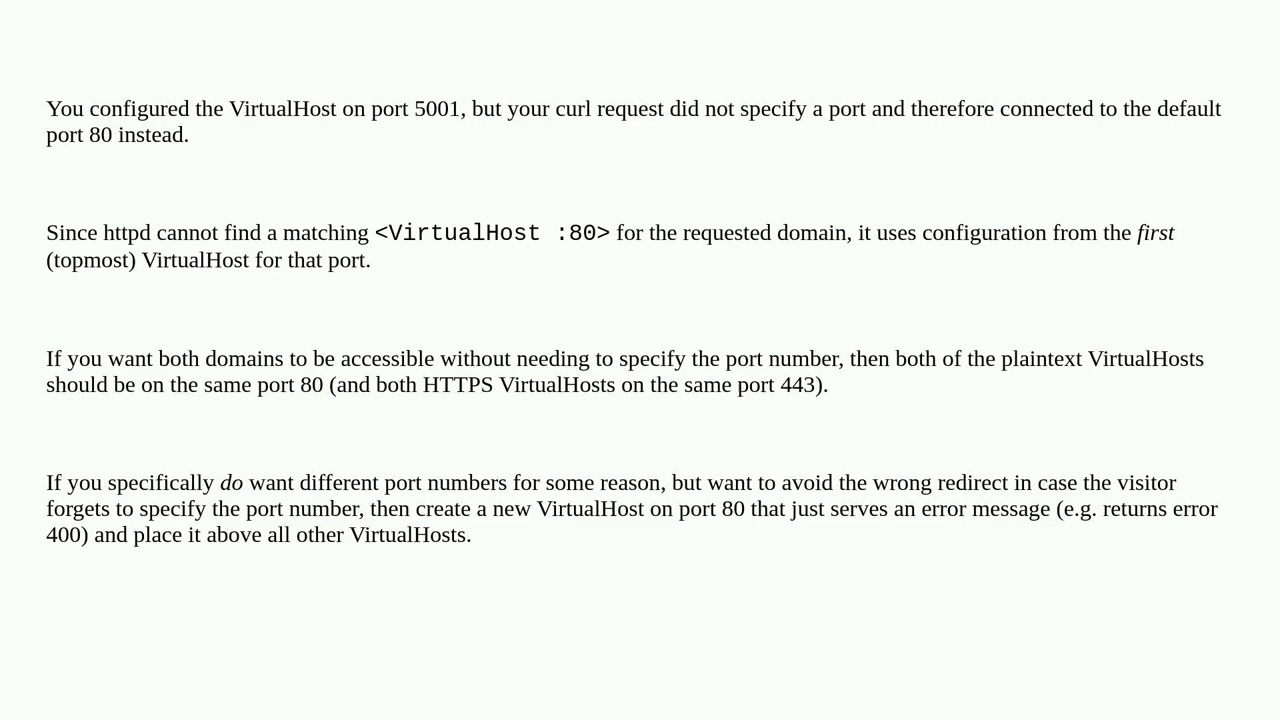 You configured the VirtualHost on port 5001, but your curl request did not specify a port and therefore connected to the default
port 80 instead.
Since httpd cannot find a matching <VirtualHost :80> for the requested domain, it uses configuration from the first
(topmost) VirtualHost for that port.
If you want both domains to be accessible without needing to specify the port number, then both of the plaintext VirtualHosts
should be on the same port 80 (and both HTTPS VirtualHosts on the same port 443).
If you specifically do want different port numbers for some reason, but want to avoid the wrong redirect in case the visitor
forgets to specify the port number, then create a new VirtualHost on port 80 that just serves an error message (e.g. returns error
400) and place it above all other VirtualHosts.